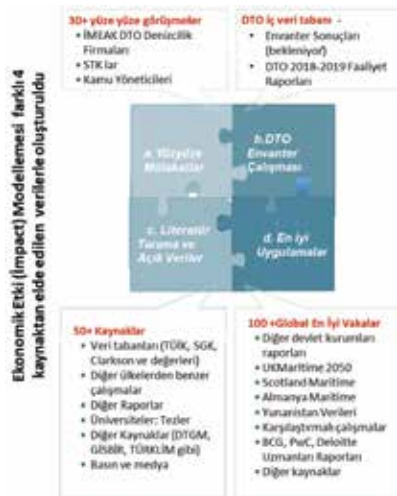 Ekonomik Etki (İmpact) Modellemesi farklı 4
kaynaktan elde edilen verilerle oluşturuldu
30+ yüze yüze görüşmeler
• İMEAK DTO Denizcilik
Firmaları
• STK lar
• Kamu Yöneticileri
DTO iç veri tabanı -
• Envanter Sonuçları
(bekleniyor)
• DTO 2018-2019 Faaliyet
Raporları
a. Yüzyüze
Mülakatlar
b.DTO
Envanter
Çalışması
c. Literatür
Tarama ve
Açık Veriler
d. En iyi
Uygulamalar
50+ Kaynaklar
• Veri tabanları (TÜİK, SGK,
Clarkson ve değerleri)
• Diğer ülkelerden benzer
çalışmalar
• Diğer Raporlar
• Üniversiteler; Tezler
• Diğer Kaynaklar (DTGM,
GİSBİR, TÜRKLİM gibi)
• Basın ve medya
100 +Global En İyi Vakalar
• Diğer devlet kurumları
raporları
• UKMaritime 2050
• Scotland Maritime
• Almanya Maritime
• Yunanistan Verileri
• Karşılaştırmalı çalışmalar
• BCG, PwC, Deloitte
Uzmanları Raporları
• Diğer kaynaklar